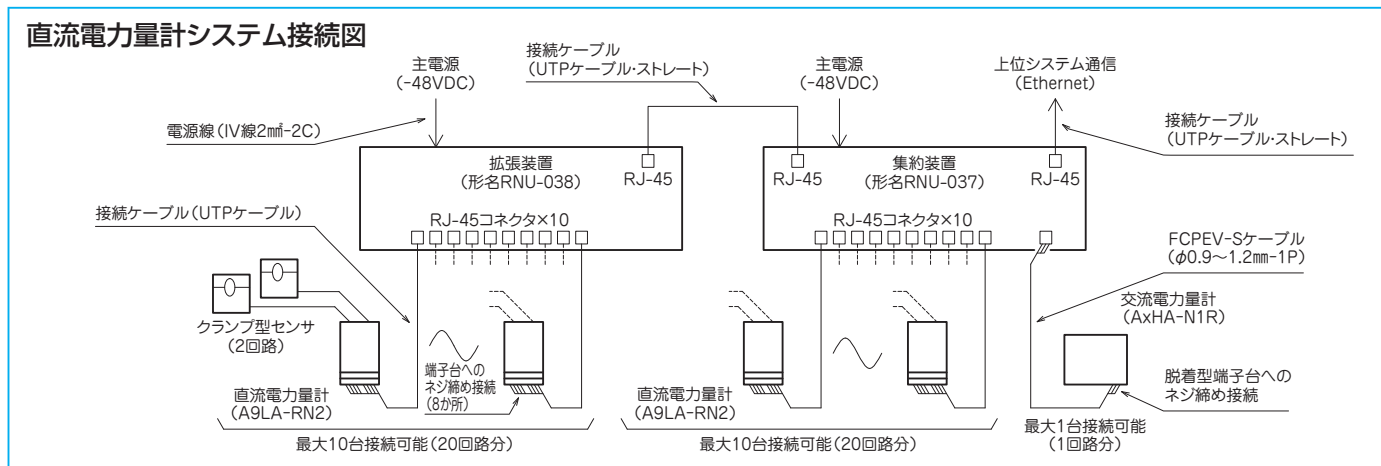 直流電力量計システム接続図
主電源
(-48VDC)
接続ケーブル
(UTPケーブル・ストレート)
主電源
(-48VDC)
上位システム通信
(Ethernet)
電源線(IV線2m㎡-2C)
接続ケーブル
(UTPケーブル・ストレート)
拡張装置
(形名RNU-038)
RJ-45
RJ-45
集約装置
(形名RNU-037)
RJ-45
接続ケーブル(UTPケーブル)
RJ-45コネクタ×10
RJ-45コネクタ×10
FCPEV-Sケーブル
(φ0.9～1.2mm-1P)
交流電力量計
(AxHA-N1R)
クランプ型センサ
(2回路)
端子台への
ネジ締め接続
(8か所)
直流電力量計
(A9LA-RN2)
直流電力量計
(A9LA-RN2)
脱着型端子台への
ネジ締め接続
最大10台接続可能(20回路分)
最大10台接続可能(20回路分)
最大1台接続可能
(1回路分)